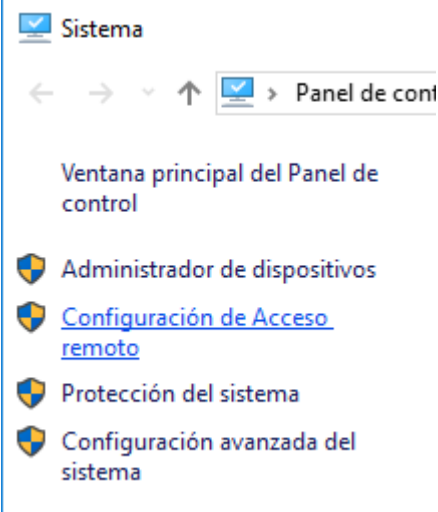 Sistema
Panel de cont
Ventana principal del Panel de
control
Administrador de dispositivos
Configuración de Acceso
remoto
Protección del sistema
Configuración avanzada del
sistema